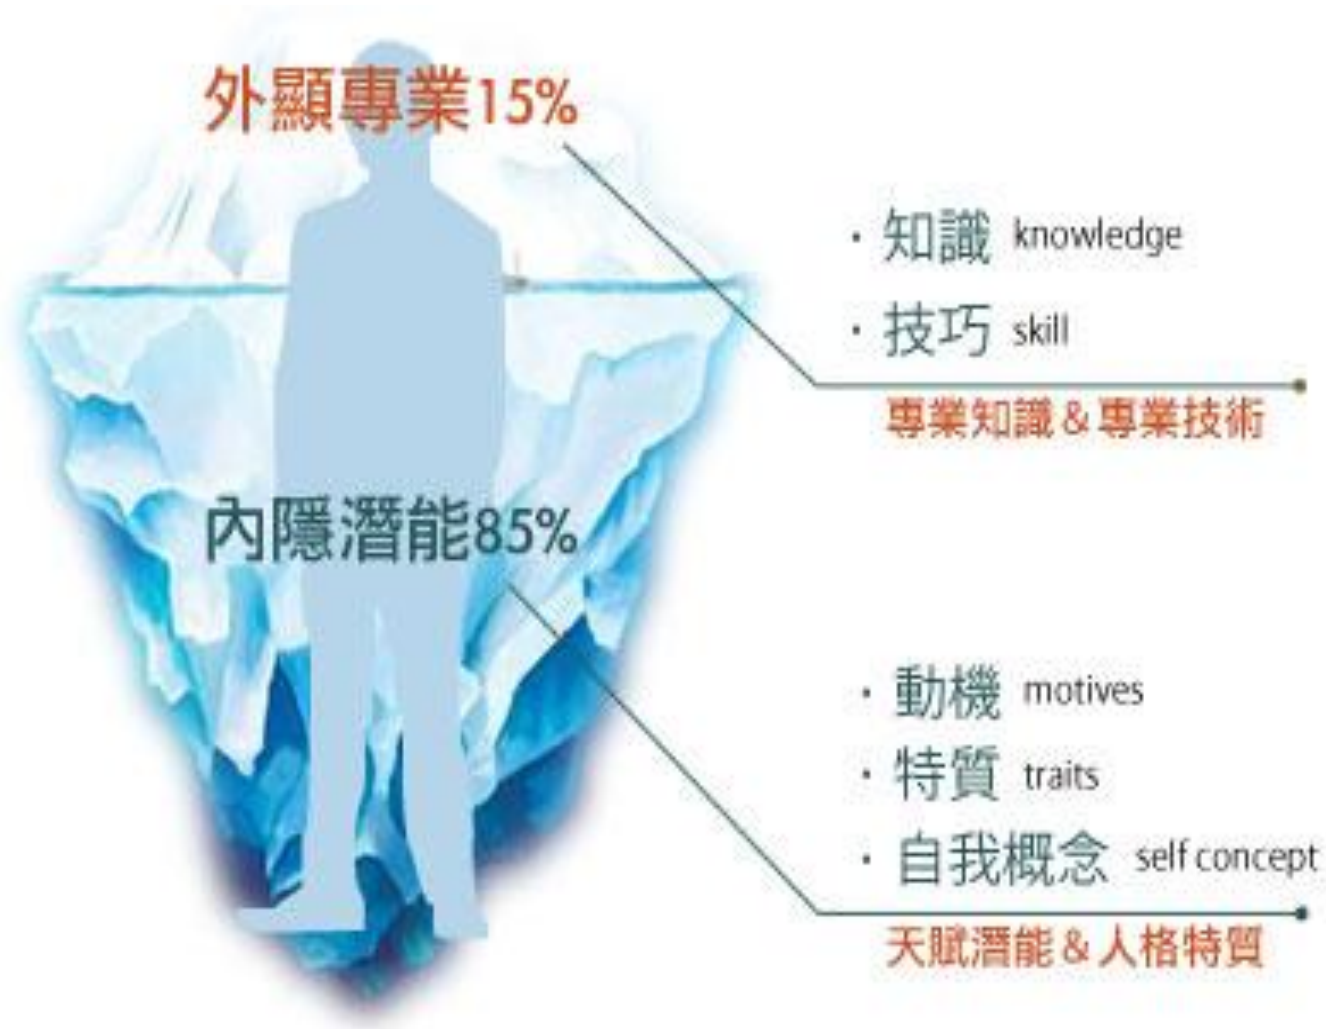 外顯專業15%
· 知識 knowledge
· 技巧 skill
專業知識&專業技術
內隱潛能85%
· 動機 motives
· 特質 traits
· 自我概念 self concept
天賦潛能&人格特質